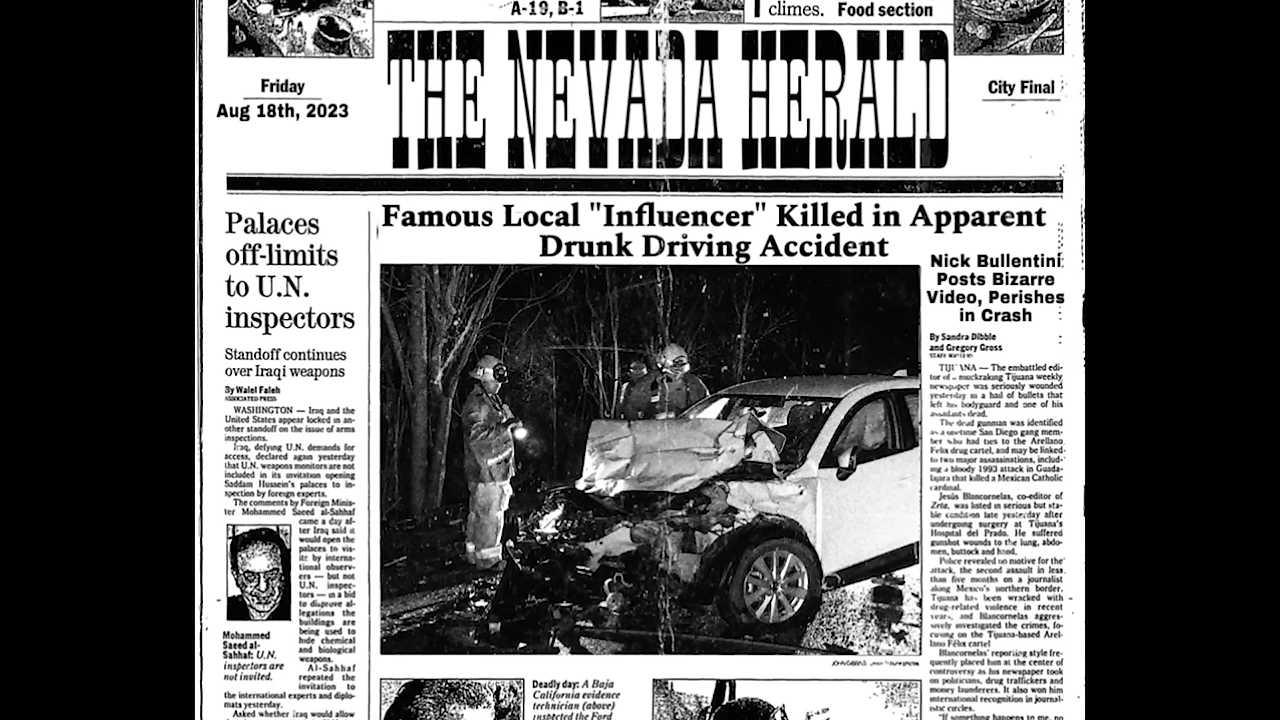 A-19, B-1
climes. Food section
Friday
Aug 18th, 2023
THE NEVADA HERALD
City Final
Palaces
off-limits
to U.N.
inspectors
Standoff continues
over Iraqi weapons
By Walel Faleh
ASSOCIATED PRESS
WASHINGTON — Iraq and the
United States appear locked in an-
other standoff on the issue of arms
inspections.
Iraq, defying U.N. demands for
access, declared again yesterday
that U.N. weapons monitors are not
included in its invitation opening
Saddam Hussein's palaces to in-
spection by foreign experts.
The comments by Foreign Minis-
ter Mohammed Saeed al-Sahhaf
came a day af-
ter Iraq said it
would open the
palaces to vis-
its by interna-
tional observ-
ers — but not
U.N. inspec-
tors — in a bid
to disprove al-
legations the
buildings are
being used to
hide chemical
and biological
weapons.
Al-Sahhaf
repeated the
invitation to
the international experts and diplo-
mats yesterday.
Asked whether Iraq would allow
Mohammed
Saeed al-
Sahhaf: U.N.
inspectors are
not invited.
Famous Local "Influencer" Killed in Apparent
Drunk Driving Accident
Nick Bullentini
Posts Bizarre
Video, Perishes
in Crash
By Sandra Dibble
and Gregory Gross
STAFF WRITERS
TIJUANA — The embattled edi-
tor of muckraking Tijuana weekly
newspaper was seriously wounded
yesterday in a hail of bullets that
left his bodyguard and one of his
assailants dead.
The dead gunman was identified
as a onetime San Diego gang mem-
ber who had ties to the Arellano
Felix drug cartel, and may be linked
to two major assassinations, includ-
ing a bloody 1993 attack in Guada-
lajara that killed a Mexican Catholic
cardinal.
Jesús Blancornelas, co-editor of
Zeta, was listed in serious but sta-
ble condition late yesterday after
undergoing surgery at Tijuana's
Hospital del Prado. He suffered
gunshot wounds to the lung, abdo-
men, buttock and hand.
Police revealed no motive for the
attack, the second assault in less
than five months on a journalist
along Mexico's northern border.
Tijuana has been wracked with
drug-related violence in recent
years, and Blancornelas aggres-
sively investigated the crimes, fo-
cusing on the Tijuana-based Arel-
lano Félix cartel
Blancornelas' reporting style fre-
quently placed him at the center of
controversy as his newspaper took
on politicians, drug traffickers and
money launderers. It also won him
international recognition in journal-
istic circles.
"If something happens to me, no
Deadly day: A Baja
California evidence
technician (above)
inspected the Ford